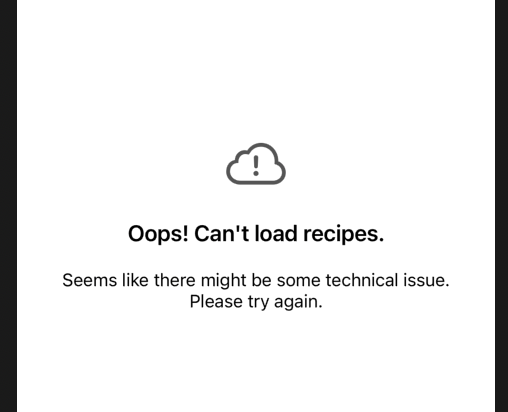 Oops! Can't load recipes.
Seems like there might be some technical issue.
Please try again.